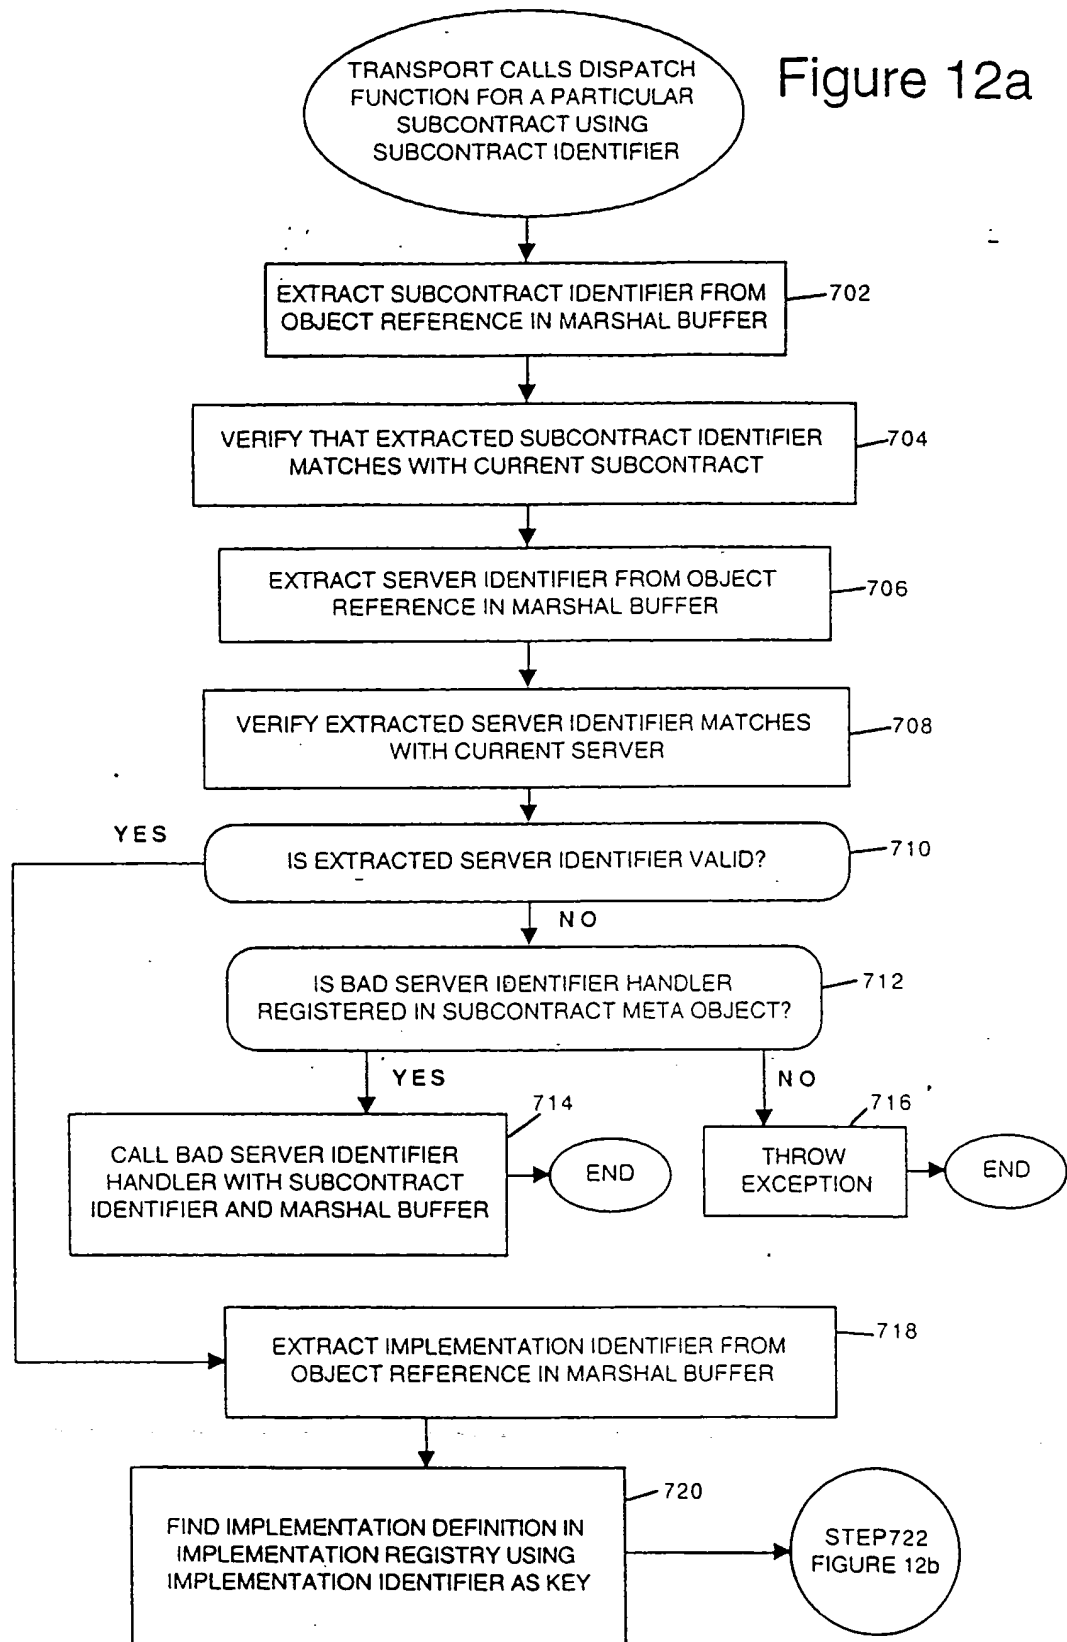 Figure 12a
TRANSPORT CALLS DISPATCH
FUNCTION FOR A PARTICULAR
SUBCONTRACT USING
SUBCONTRACT IDENTIFIER
EXTRACT SUBCONTRACT IDENTIFIER FROM
OBJECT REFERENCE IN MARSHAL BUFFER
702
VERIFY THAT EXTRACTED SUBCONTRACT IDENTIFIER
MATCHES WITH CURRENT SUBCONTRACT
704
EXTRACT SERVER IDENTIFIER FROM OBJECT
REFERENCE IN MARSHAL BUFFER
706
VERIFY EXTRACTED SERVER IDENTIFIER MATCHES
WITH CURRENT SERVER
708
YES
IS EXTRACTED SERVER IDENTIFIER VALID?
710
NO
IS BAD SERVER IDENTIFIER HANDLER
REGISTERED IN SUBCONTRACT META OBJECT?
712
YES
NO
714
CALL BAD SERVER IDENTIFIER
HANDLER WITH SUBCONTRACT
IDENTIFIER AND MARSHAL BUFFER
END
716
THROW
EXCEPTION
END
EXTRACT IMPLEMENTATION IDENTIFIER FROM
OBJECT REFERENCE IN MARSHAL BUFFER
718
FIND IMPLEMENTATION DEFINITION IN
IMPLEMENTATION REGISTRY USING
IMPLEMENTATION IDENTIFIER AS KEY
720
STEP722
FIGURE 12b